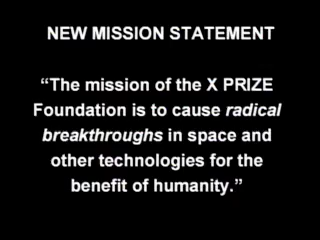 NEW MISSION STATEMENT
“The mission of the X PRIZE
Foundation is to cause radical
breakthroughs in space and
other technologies for the
benefit of humanity.”